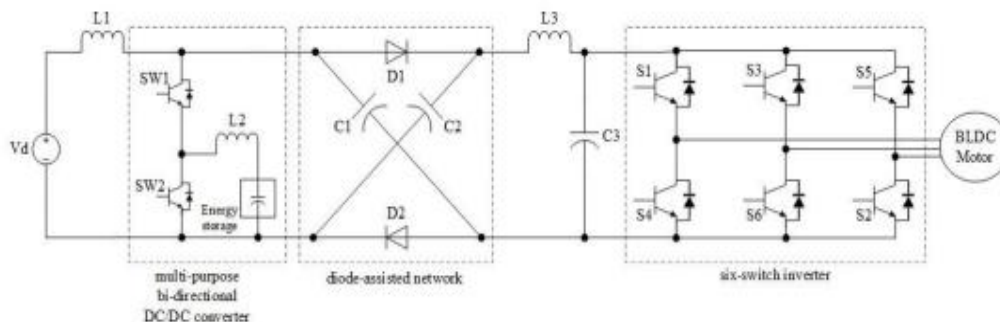 L1
L3
SW1
D1
S1
S3
S5
L2
C1
C2
C3
Vd
BLDC
Motor
SW2
Energy
storage
D2
S4
S6
S2
multi-purpose
bi-directional
DC/DC converter
diode-assisted network
six-switch inverter